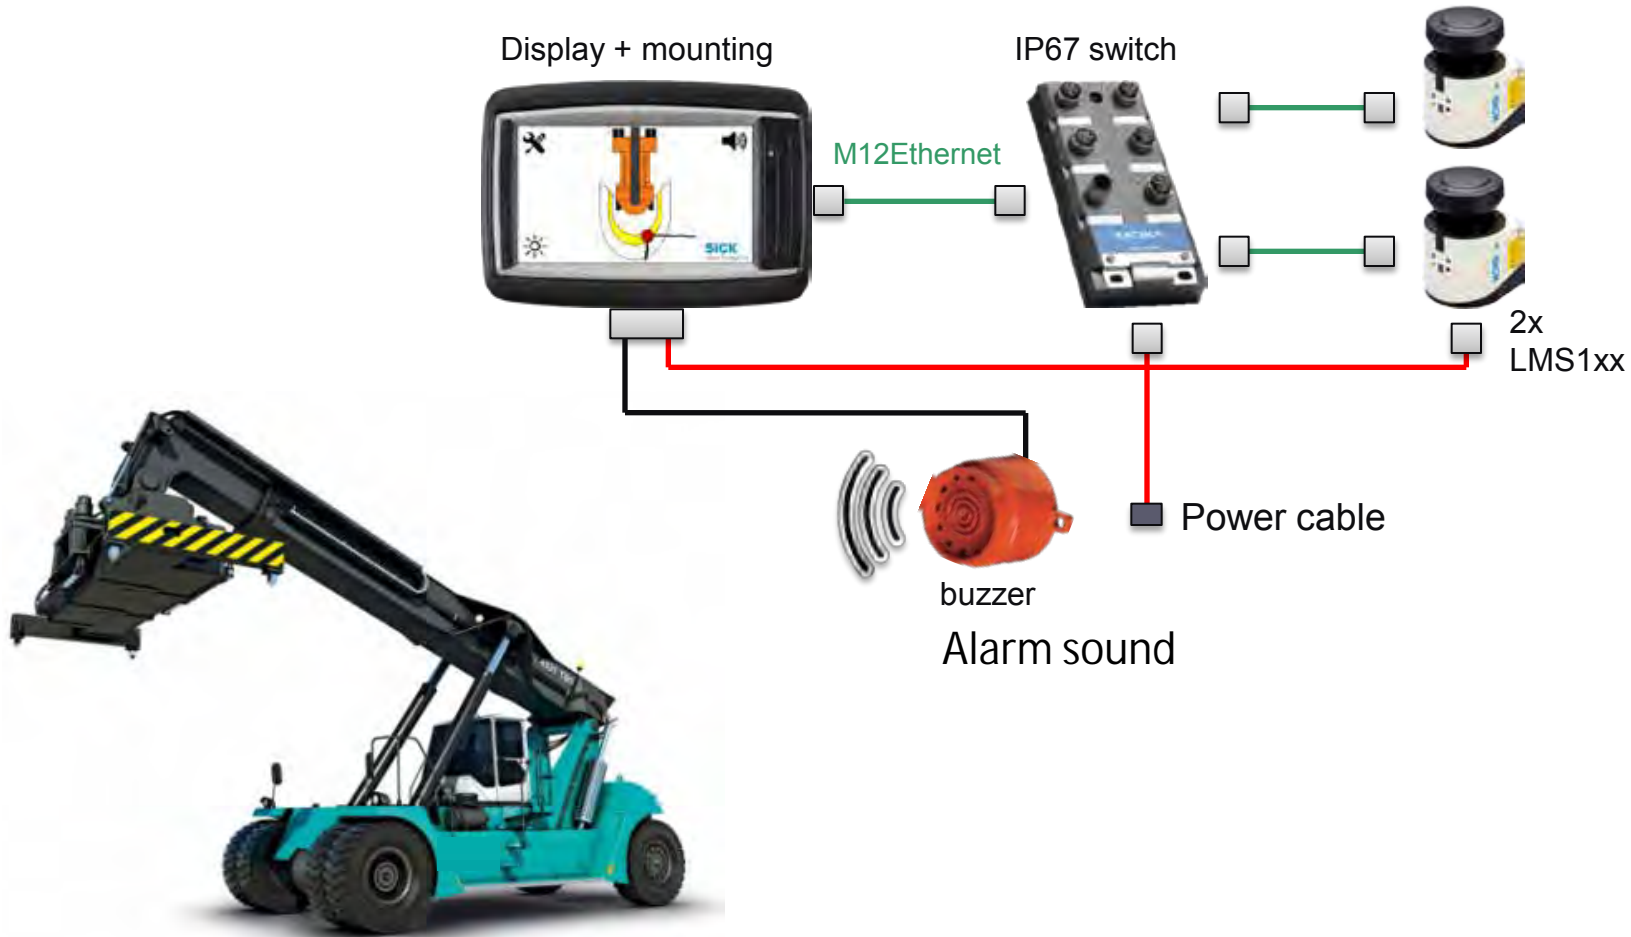 Display + mounting
IP67 switch
M12Ethernet
SICK
2x
LMS1xx
Power cable
buzzer
Alarm sound